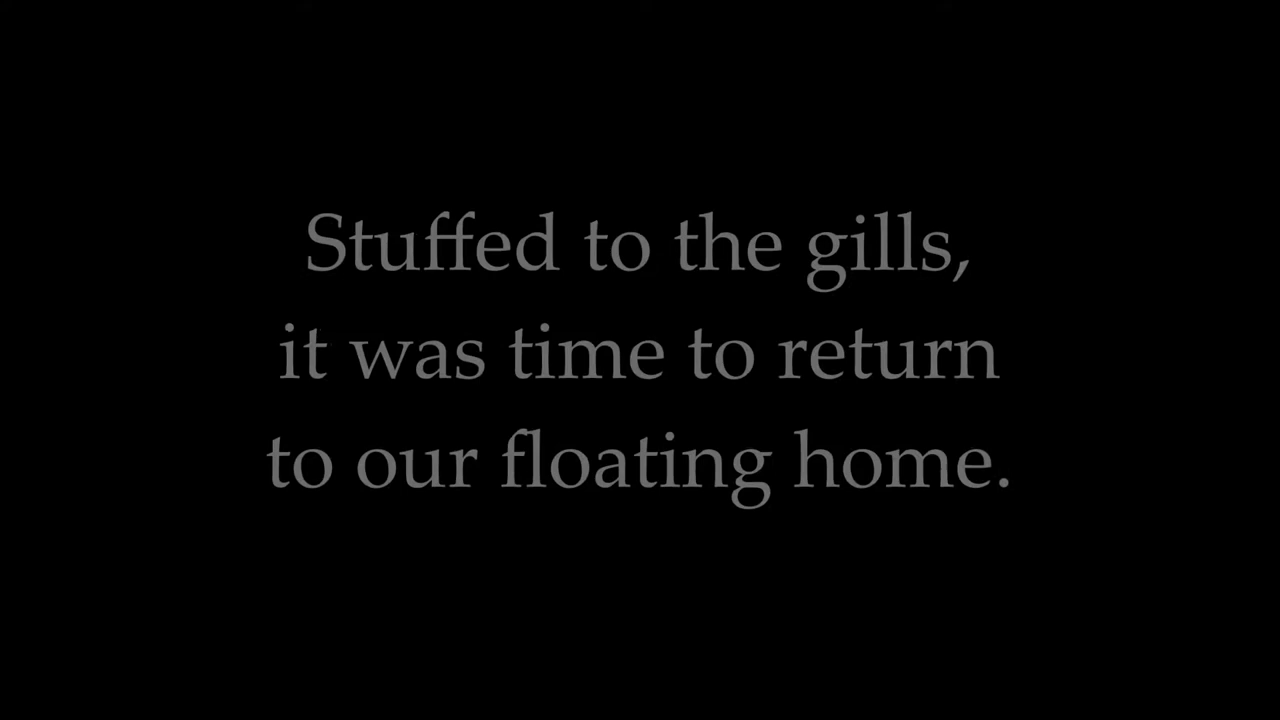 Stuffed to the gills,
it was time to return
to our floating home.